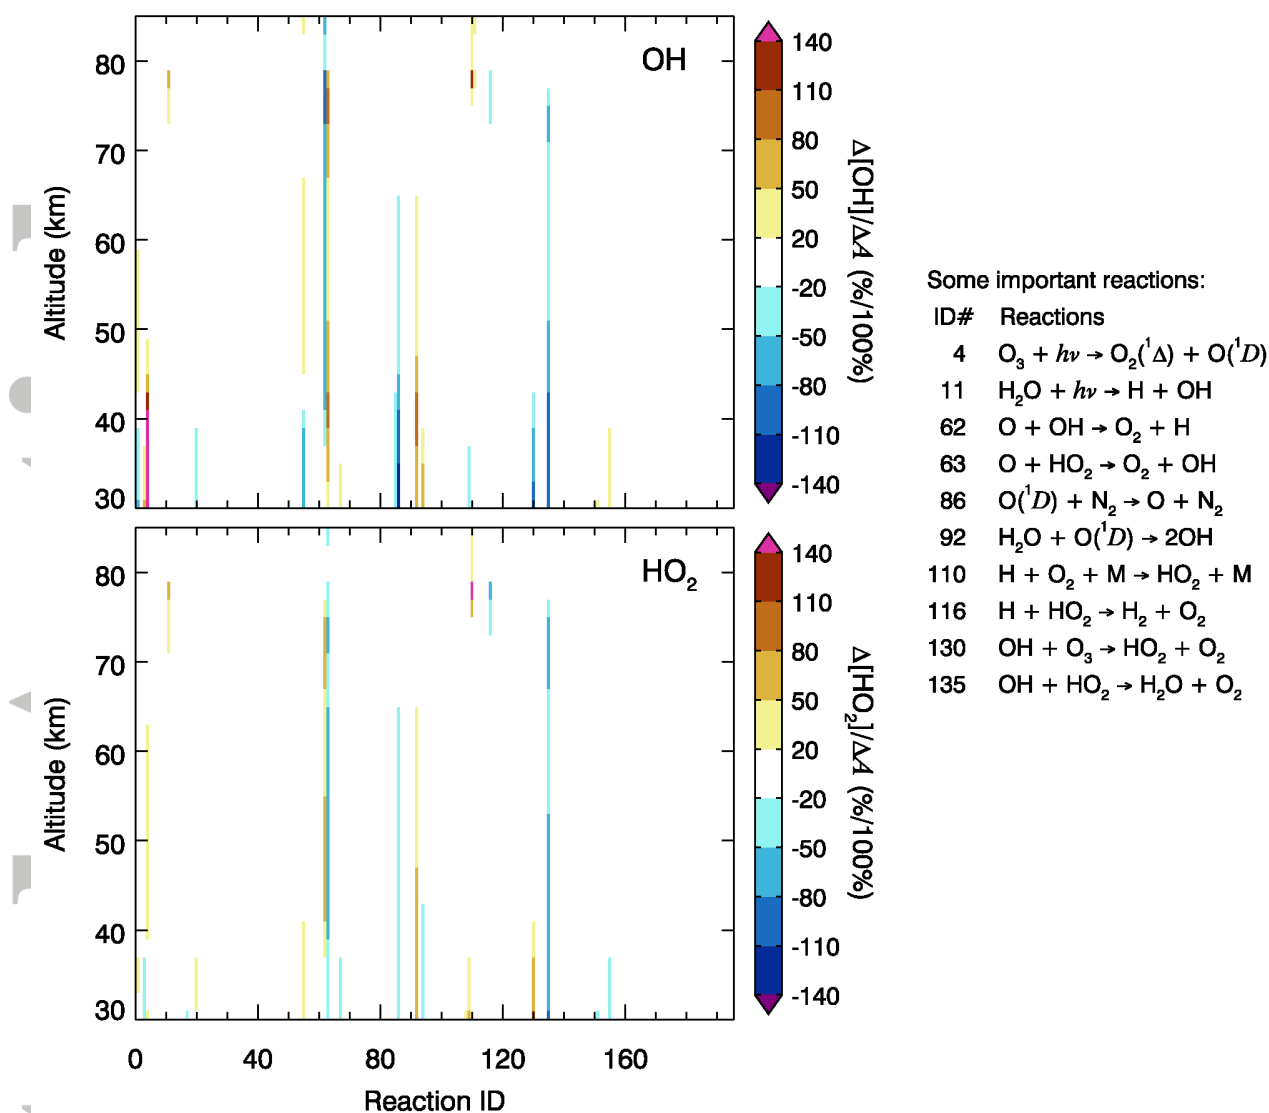 OH
80
70
60
50
40
30
Altitude (km)
140
110
80
50
20
-20
-50
-80
-110
-140
Δ[OH]/ΔA (%/100%)
HO₂
80
70
60
50
40
30
Altitude (km)
0
40
80
120
160
Reaction ID
140
110
80
50
20
-20
-50
-80
-110
-140
Δ[HO₂]/ΔA (%/100%)
Some important reactions:
ID# Reactions
4 O₃ + hν → O₂(¹Δ) + O(¹D)
11 H₂O + hν → H + OH
62 O + OH → O₂ + H
63 O + HO₂ → O₂ + OH
86 O(¹D) + N₂ → O + N₂
92 H₂O + O(¹D) → 2OH
110 H + O₂ + M → HO₂ + M
116 H + HO₂ → H₂ + O₂
130 OH + O₃ → HO₂ + O₂
135 OH + HO₂ → H₂O + O₂